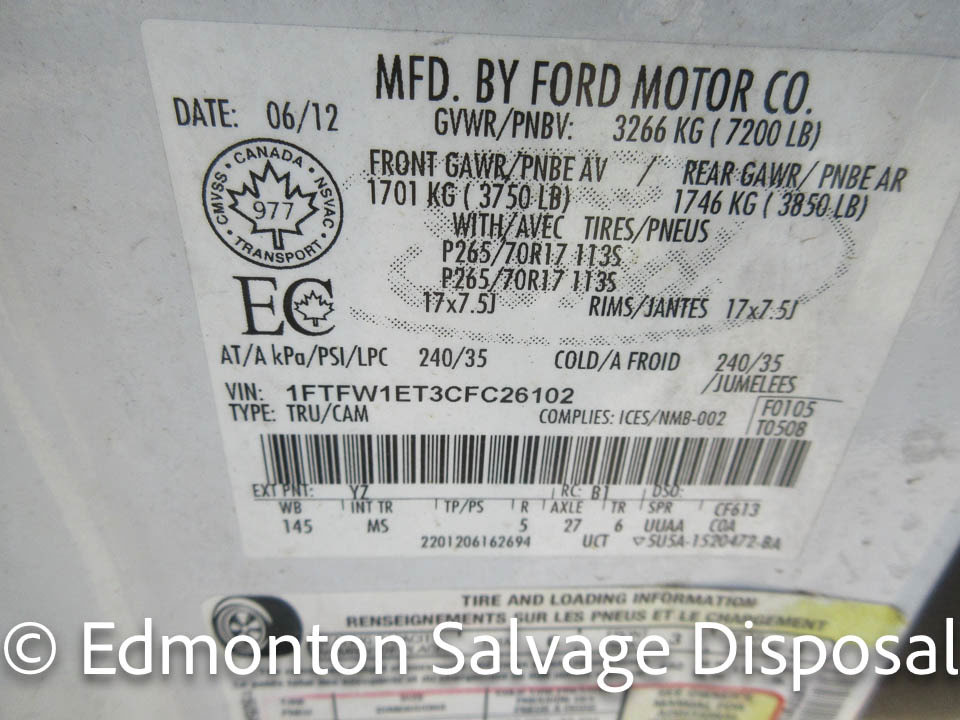 MFD. BY FORD MOTOR CO.
DATE: 06/12
GVWR/PNBV: 3266 KG ( 7200 LB)
CANADA
CMVSS NSVAC
977
TRANSPORT
FRONT GAWR/PNBE AV / REAR GAWR/ PNBE AR
1701 KG ( 3750 LB) 1746 KG ( 3850 LB)
WITH/AVEC TIRES/PNEUS
P265/70R17 113S
P265/70R17 113S
17x7.5J RIMS/JANTES 17x7.5J
EC
AT/A kPa/PSI/LPC 240/35 COLD/A FROID 240/35
/JUMELEES
VIN: 1FTFW1ET3CFC26102
TYPE: TRU/CAM COMPLIES: ICES/NMB-002 F0105
T0508
EXT PNT: YZ RC: B1 DSO:
WB INT TR TP/PS R AXLE TR SPR CF613
145 MS 5 27 6 UUAA COA
2201206162694 UCT ▽5U5A-1520472-BA
TIRE AND LOADING INFORMATION
RENSEIGNEMENTS SUR LES PNEUS ET LE CHARGEMENT
© Edmonton Salvage Disposal